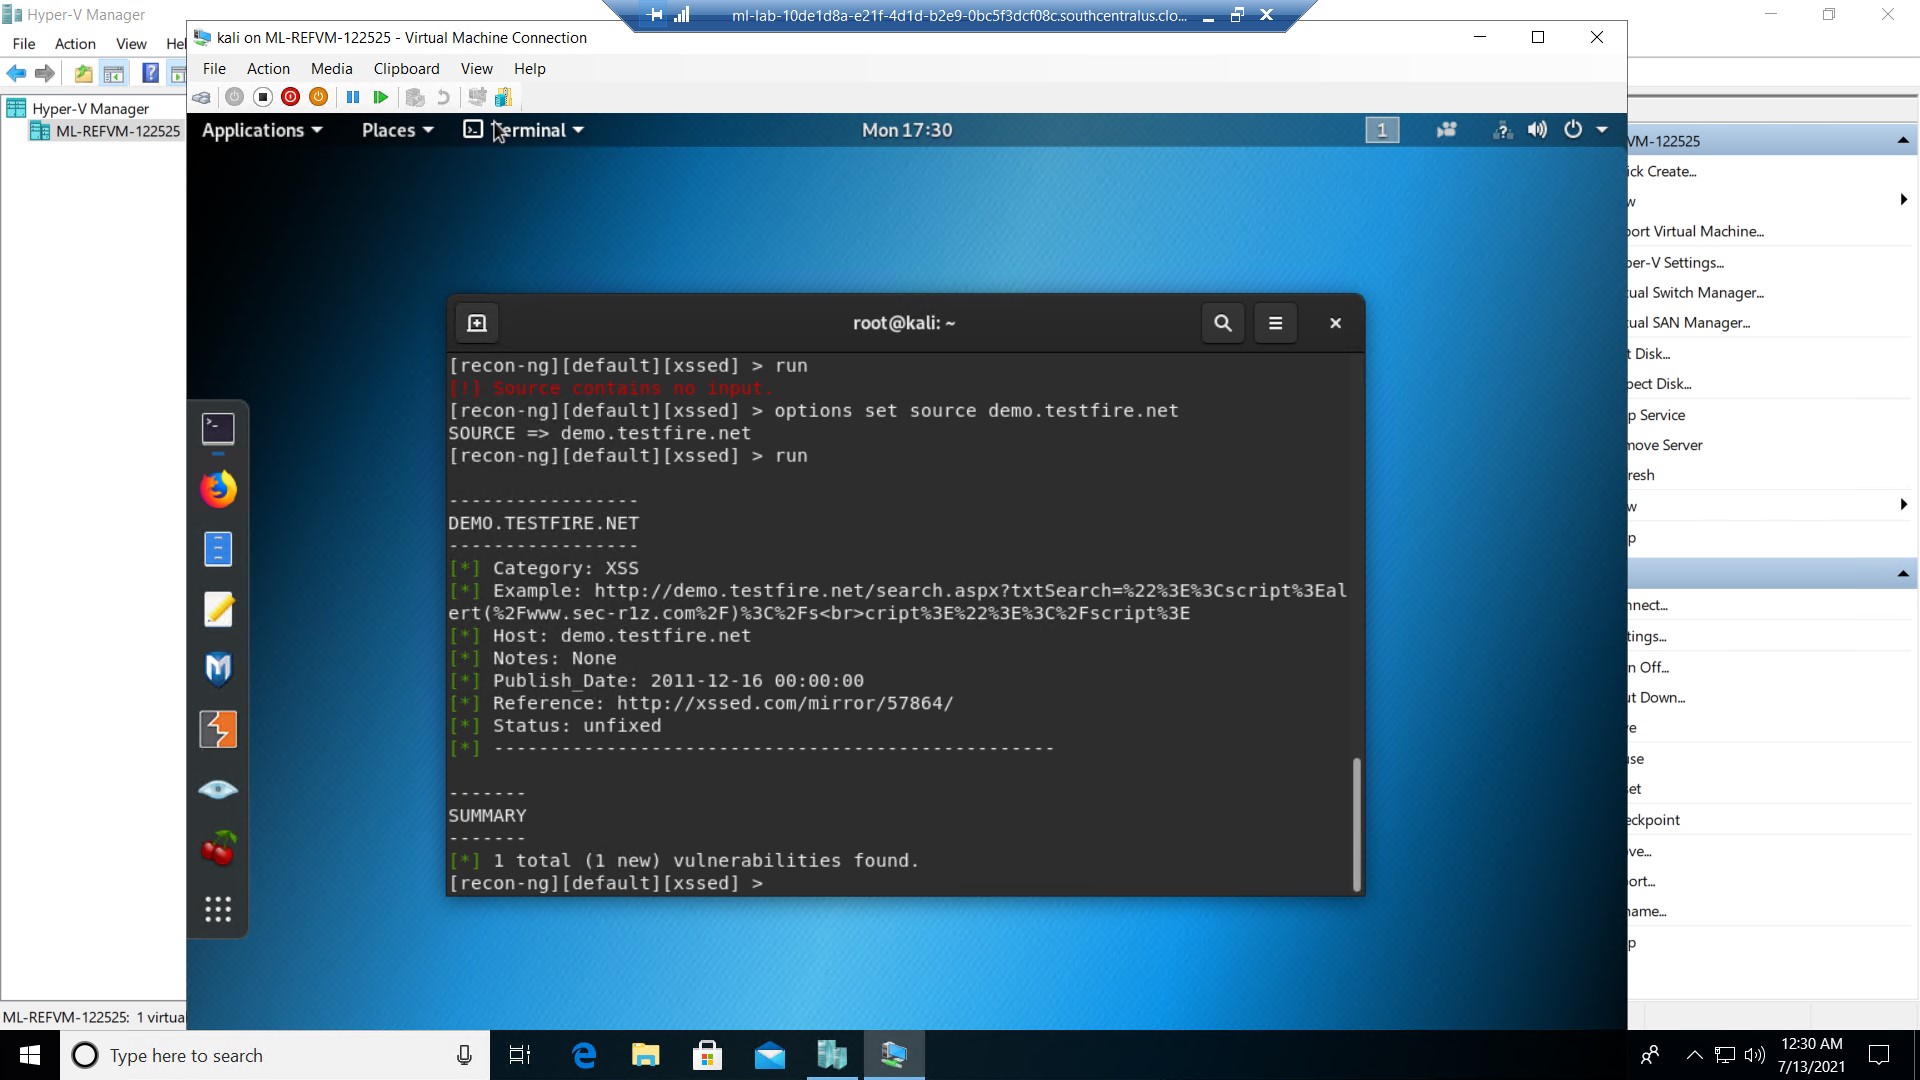 Hyper-V Manager
ml-lab-10de1d8a-e21f-4d1d-b2e9-0bc5f3dcf08c.southcentralus.clo...
File Action View Hel
kali on ML-REFVM-122525 - Virtual Machine Connection
File Action Media Clipboard View Help
Hyper-V Manager
ML-REFVM-122525
Applications Places Terminal Mon 17:30 1
root@kali: ~
[recon-ng][default][xssed] > run
[!] Source contains no input.
[recon-ng][default][xssed] > options set source demo.testfire.net
SOURCE => demo.testfire.net
[recon-ng][default][xssed] > run
-----------------
DEMO.TESTFIRE.NET
-----------------
[*] Category: XSS
[*] Example: http://demo.testfire.net/search.aspx?txtSearch=%22%3E%3Cscript%3Eal
ert(%2Fwww.sec-r1z.com%2F)%3C%2Fs<br>cript%3E%22%3E%3C%2Fscript%3E
[*] Host: demo.testfire.net
[*] Notes: None
[*] Publish_Date: 2011-12-16 00:00:00
[*] Reference: http://xssed.com/mirror/57864/
[*] Status: unfixed
[*] --------------------------------------------------
-------
SUMMARY
-------
[*] 1 total (1 new) vulnerabilities found.
[recon-ng][default][xssed] >
VM-122525
ick Create...
w
port Virtual Machine...
per-V Settings...
tual Switch Manager...
tual SAN Manager...
t Disk...
pect Disk...
p Service
move Server
resh
w
p
nnect...
tings...
n Off...
ut Down...
ve
use
set
eckpoint
ve...
port...
name...
p
ML-REFVM-122525: 1 virtua
Type here to search
12:30 AM
7/13/2021